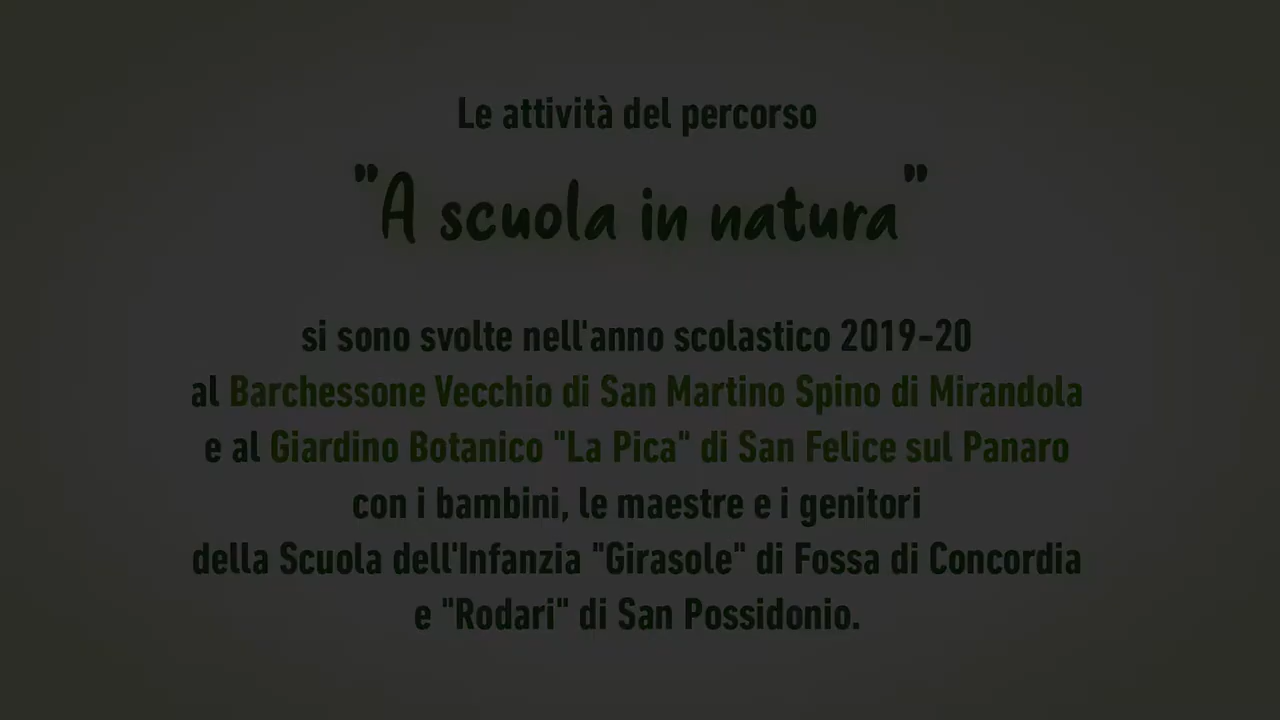 Le attività del percorso
"A scuola in natura"
si sono svolte nell'anno scolastico 2019-20
al Barchessone Vecchio di San Martino Spino di Mirandola
e al Giardino Botanico "La Pica" di San Felice sul Panaro
con i bambini, le maestre e i genitori
della Scuola dell'Infanzia "Girasole" di Fossa di Concordia
e "Rodari" di San Possidonio.